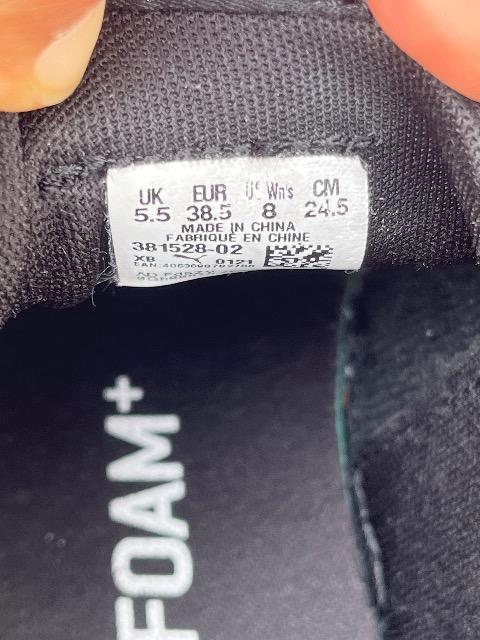 UK EUR US Wn's CM
5.5 38.5 8 24.5
MADE IN CHINA
FABRIQUÉ EN CHINE
381528-02
XB 0121
FOAM+